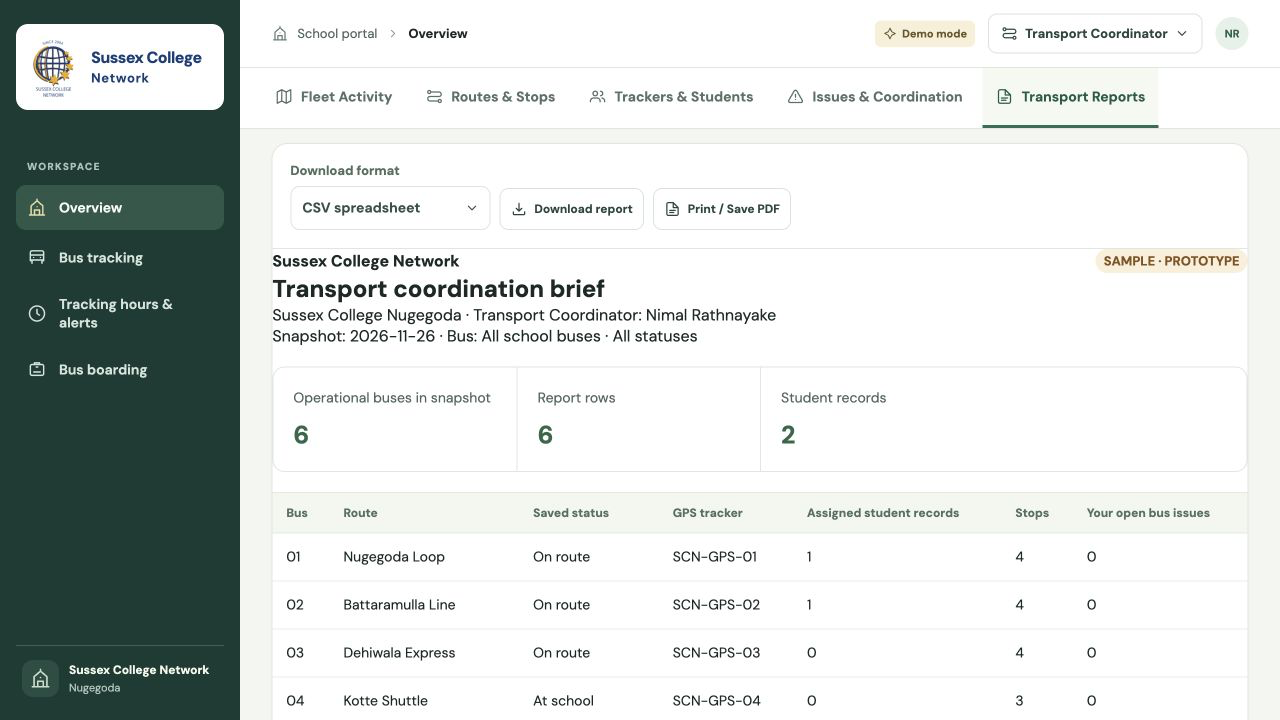 SINCE 2004
SUSSEX COLLEGE
NETWORK
Sussex College
Network
WORKSPACE
Overview
Bus tracking
Tracking hours &
alerts
Bus boarding
Sussex College Network
Nugegoda
School portal > Overview
Demo mode
Transport Coordinator
NR
Fleet Activity
Routes & Stops
Trackers & Students
Issues & Coordination
Transport Reports
Download format
CSV spreadsheet
Download report
Print / Save PDF
Sussex College Network
SAMPLE · PROTOTYPE
Transport coordination brief
Sussex College Nugegoda · Transport Coordinator: Nimal Rathnayake
Snapshot: 2026-11-26 · Bus: All school buses · All statuses
Operational buses in snapshot
6
Report rows
6
Student records
2
Bus Route Saved status GPS tracker Assigned student records Stops Your open bus issues
01 Nugegoda Loop On route SCN-GPS-01 1 4 0
02 Battaramulla Line On route SCN-GPS-02 1 4 0
03 Dehiwala Express On route SCN-GPS-03 0 4 0
04 Kotte Shuttle At school SCN-GPS-04 0 3 0